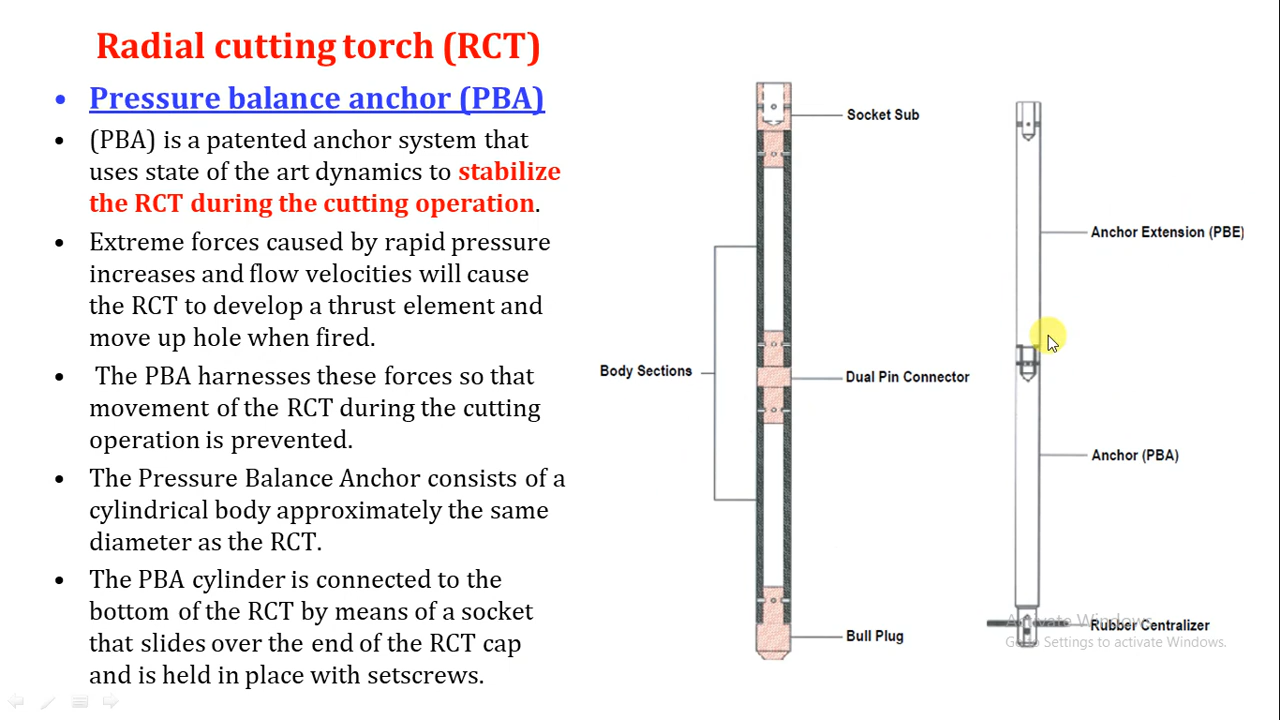 Radial cutting torch (RCT)
• Pressure balance anchor (PBA)
• (PBA) is a patented anchor system that
uses state of the art dynamics to stabilize
the RCT during the cutting operation.
• Extreme forces caused by rapid pressure
increases and flow velocities will cause
the RCT to develop a thrust element and
move up hole when fired.
• The PBA harnesses these forces so that
movement of the RCT during the cutting
operation is prevented.
• The Pressure Balance Anchor consists of a
cylindrical body approximately the same
diameter as the RCT.
• The PBA cylinder is connected to the
bottom of the RCT by means of a socket
that slides over the end of the RCT cap
and is held in place with setscrews.
Socket Sub
Body Sections
Dual Pin Connector
Bull Plug
Anchor Extension (PBE)
Anchor (PBA)
Rubber Centralizer
Activate Windows
Go to Settings to activate Windows.